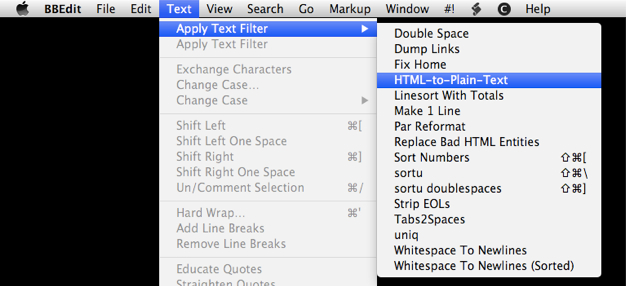 BBEdit File Edit Text View Search Go Markup Window #! C Help
Apply Text Filter
Apply Text Filter
Exchange Characters
Change Case...
Change Case
Shift Left ⌘[
Shift Left One Space
Shift Right ⌘]
Shift Right One Space
Un/Comment Selection ⌘/
Hard Wrap... ⌘'
Add Line Breaks
Remove Line Breaks
Educate Quotes
Straighten Quotes
Double Space
Dump Links
Fix Home
HTML-to-Plain-Text
Linesort With Totals
Make 1 Line
Par Reformat
Replace Bad HTML Entities
Sort Numbers ⇧⌘[
sortu ⇧⌘\
sortu doublespaces ⇧⌘]
Strip EOLs
Tabs2Spaces
uniq
Whitespace To Newlines
Whitespace To Newlines (Sorted)